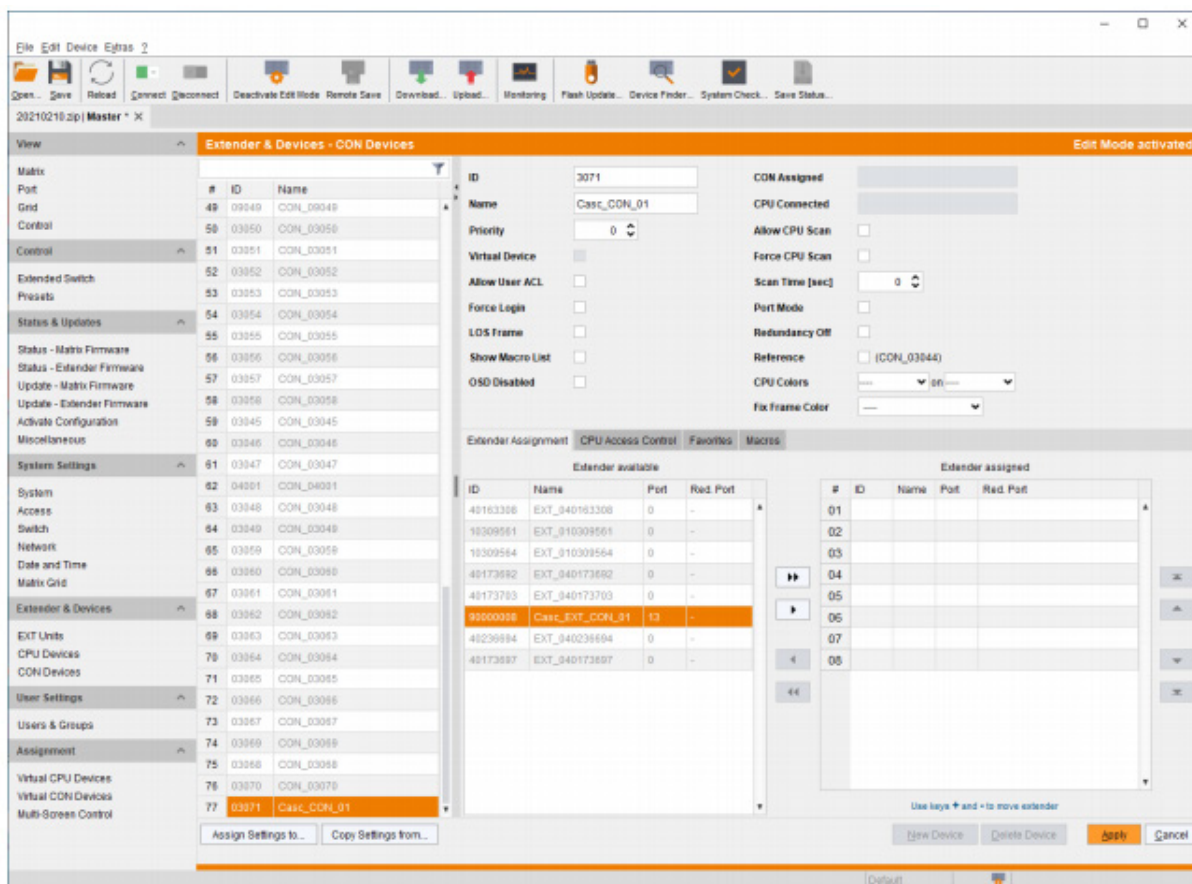 File Edit Device Extras ?
Open... Save Reload Connect Disconnect Deactivate Edit Mode Remote Save Download... Upload... Monitoring Flash Update... Device Finder... System Check... Save Status...
20210210.zip | Master * X
View
Matrix
Port
Grid
Control
Control
Extended Switch
Presets
Status & Updates
Status - Matrix Firmware
Status - Extender Firmware
Update - Matrix Firmware
Update - Extender Firmware
Activate Configuration
Miscellaneous
System Settings
System
Access
Switch
Network
Date and Time
Matrix Grid
Extender & Devices
EXT Units
CPU Devices
CON Devices
User Settings
Users & Groups
Assignment
Virtual CPU Devices
Virtual CON Devices
Multi-Screen Control
Extender & Devices - CON Devices Edit Mode activated
# ID Name
49 09049 CON_09049
50 03050 CON_03050
51 03051 CON_03051
52 03052 CON_03052
53 03053 CON_03053
54 03054 CON_03054
55 03055 CON_03055
56 03056 CON_03056
57 03057 CON_03057
58 03058 CON_03058
59 03045 CON_03045
60 03046 CON_03046
61 03047 CON_03047
62 04001 CON_04001
63 03048 CON_03048
64 03049 CON_03049
65 03059 CON_03059
66 03060 CON_03060
67 03061 CON_03061
68 03062 CON_03062
69 03063 CON_03063
70 03064 CON_03064
71 03065 CON_03065
72 03066 CON_03066
73 03067 CON_03067
74 03069 CON_03069
75 03068 CON_03068
76 03070 CON_03070
77 03071 Casc_CON_01
Assign Settings to... Copy Settings from...
ID 3071
Name Casc_CON_01
Priority 0
Virtual Device
Allow User ACL
Force Login
LOS Frame
Show Macro List
OSD Disabled
CON Assigned
CPU Connected
Allow CPU Scan
Force CPU Scan
Scan Time [sec] 0
Port Mode
Redundancy Off
Reference (CON_03044)
CPU Colors ---- on ----
Fix Frame Color ----
Extender Assignment CPU Access Control Favorites Macros
Extender available
ID Name Port Red. Port
40163308 EXT_040163308 0 -
10309561 EXT_010309561 0 -
10309564 EXT_010309564 0 -
40173692 EXT_040173692 0 -
40173703 EXT_040173703 0 -
90000008 Casc_EXT_CON_01 13 -
40236694 EXT_040236694 0 -
40173697 EXT_040173697 0 -
Extender assigned
# ID Name Port Red. Port
01
02
03
04
05
06
07
08
Use keys + and - to move extender
New Device Delete Device Apply Cancel
Default